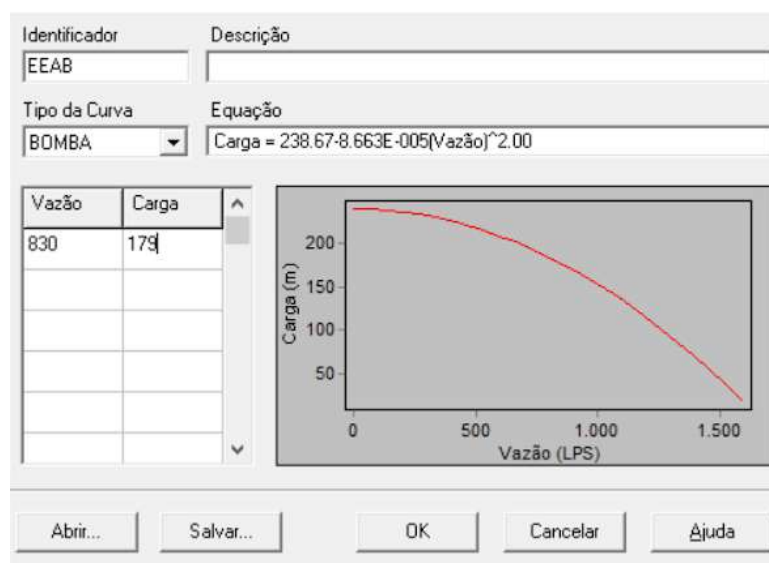 Identificador Descrição
EEAB
Tipo da Curva Equação
BOMBA Carga = 238.67-8.663E-005(Vazão)^2.00
Vazão Carga
830 179
200
150
100
50
Carga (m)
0 500 1.000 1.500
Vazão (LPS)
Abrir... Salvar... OK Cancelar Ajuda